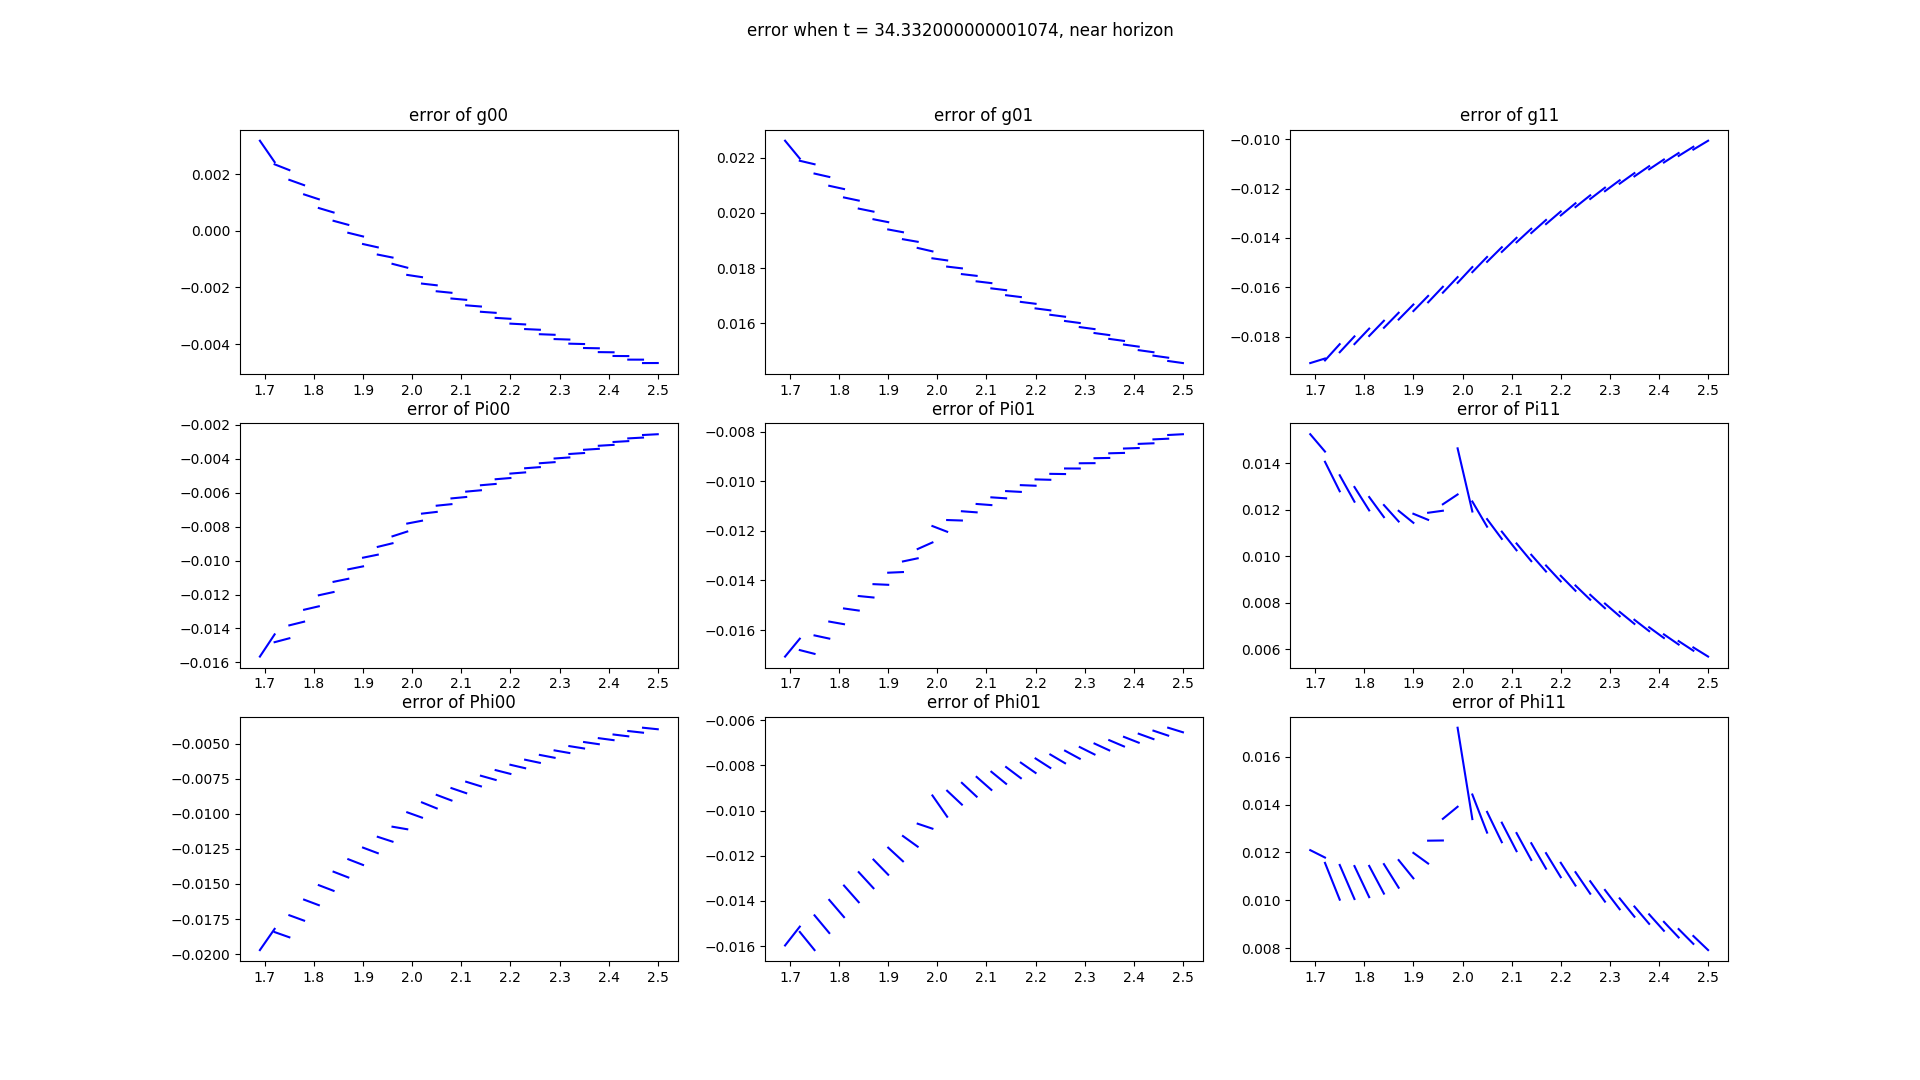 error when t = 34.332000000001074, near horizon
error of g00
0.002
0.000
−0.002
−0.004
1.7 1.8 1.9 2.0 2.1 2.2 2.3 2.4 2.5
error of g01
0.022
0.020
0.018
0.016
1.7 1.8 1.9 2.0 2.1 2.2 2.3 2.4 2.5
error of g11
−0.010
−0.012
−0.014
−0.016
−0.018
1.7 1.8 1.9 2.0 2.1 2.2 2.3 2.4 2.5
error of Pi00
−0.002
−0.004
−0.006
−0.008
−0.010
−0.012
−0.014
−0.016
1.7 1.8 1.9 2.0 2.1 2.2 2.3 2.4 2.5
error of Pi01
−0.008
−0.010
−0.012
−0.014
−0.016
1.7 1.8 1.9 2.0 2.1 2.2 2.3 2.4 2.5
error of Pi11
0.014
0.012
0.010
0.008
0.006
1.7 1.8 1.9 2.0 2.1 2.2 2.3 2.4 2.5
error of Phi00
−0.0050
−0.0075
−0.0100
−0.0125
−0.0150
−0.0175
−0.0200
1.7 1.8 1.9 2.0 2.1 2.2 2.3 2.4 2.5
error of Phi01
−0.006
−0.008
−0.010
−0.012
−0.014
−0.016
1.7 1.8 1.9 2.0 2.1 2.2 2.3 2.4 2.5
error of Phi11
0.016
0.014
0.012
0.010
0.008
1.7 1.8 1.9 2.0 2.1 2.2 2.3 2.4 2.5